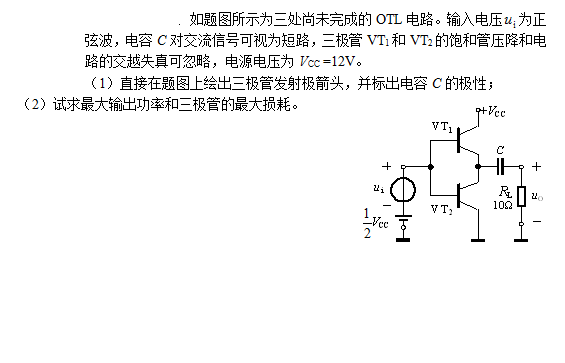 . 如题图所示为三处尚未完成的 OTL 电路。输入电压 ui 为正
弦波，电容 C 对交流信号可视为短路，三极管 VT1 和 VT2 的饱和管压降和电
路的交越失真可忽略，电源电压为 VCC =12V。
（1）直接在题图上绘出三极管发射极箭头，并标出电容 C 的极性；
（2）试求最大输出功率和三极管的最大损耗。
+VCC
VT1
C
+
+
ui
RL
10Ω
uo
VT2
−
−
1/2 VCC